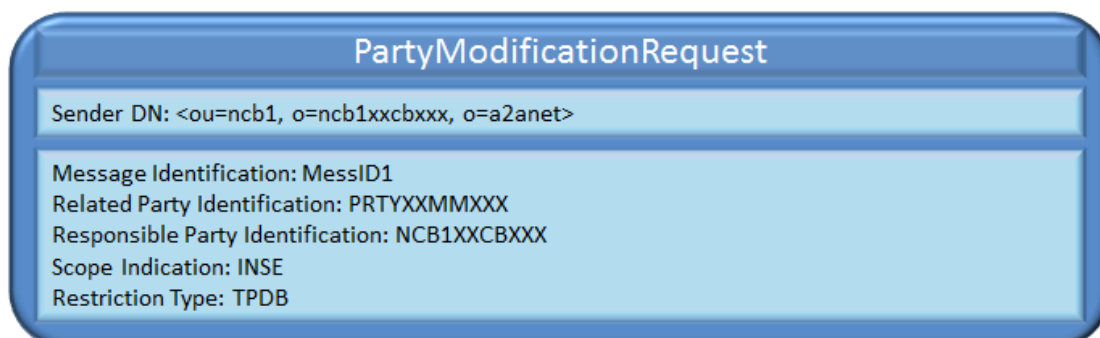 PartyModificationRequest
Sender DN: <ou=ncb1, o=ncb1xxcbxxx, o=a2anet>
Message Identification: MessID1
Related Party Identification: PRTYXXMMXXX
Responsible Party Identification: NCB1XXCBXXX
Scope Indication: INSE
Restriction Type: TPDB